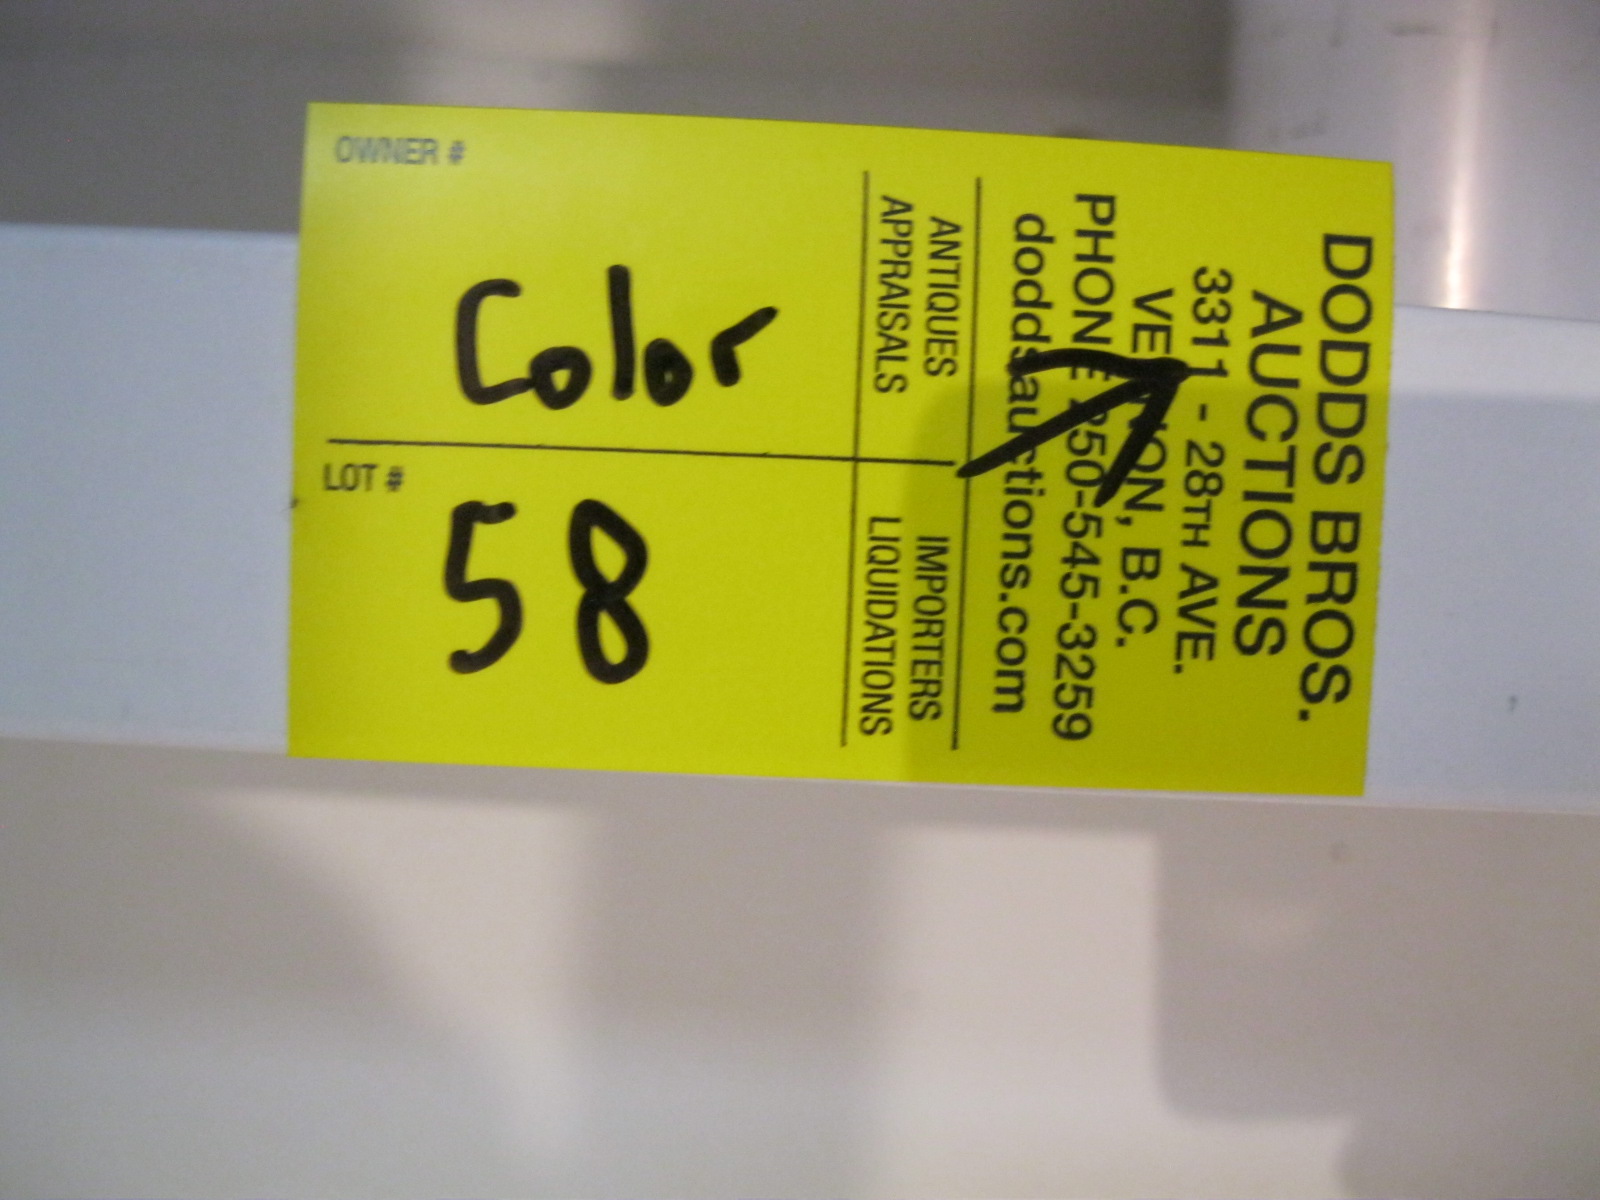 DODDS BROS.
AUCTIONS
3311 - 28TH AVE.
VERNON, B.C.
PHONE 250-545-3259
doddsauctions.com
ANTIQUES
APPRAISALS
IMPORTERS
LIQUIDATIONS
OWNER #
Color
LOT #
58